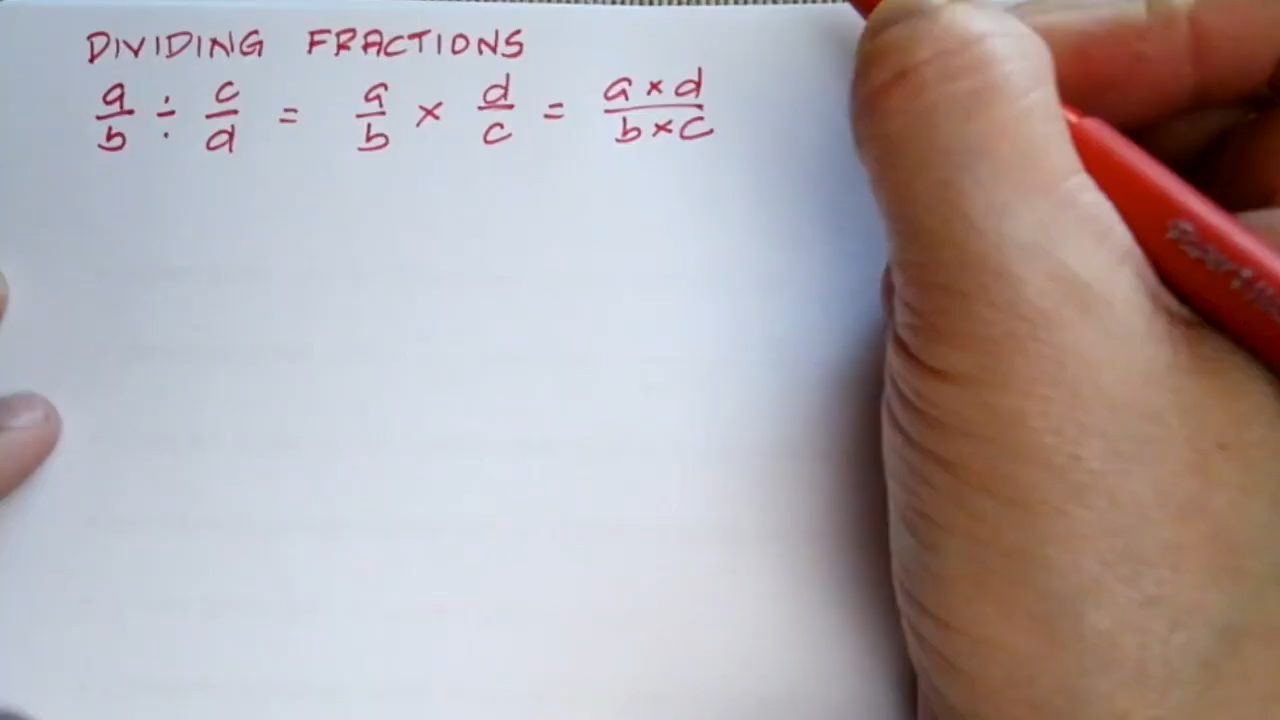 DIVIDING FRACTIONS
a/b ÷ c/d = a/b × d/c = a×d/b×c